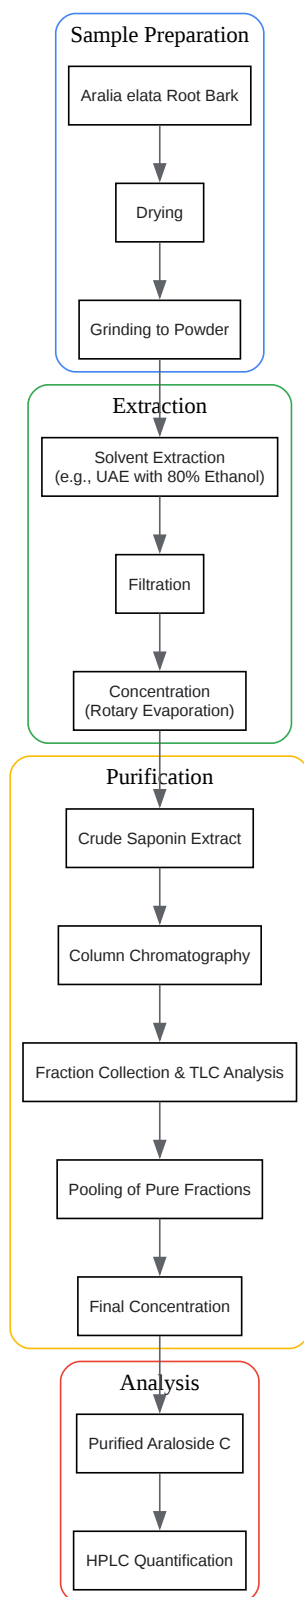 Sample Preparation
Aralia elata Root Bark
Drying
Grinding to Powder
Extraction
Solvent Extraction
(e.g., UAE with 80% Ethanol)
Filtration
Concentration
(Rotary Evaporation)
Purification
Crude Saponin Extract
Column Chromatography
Fraction Collection & TLC Analysis
Pooling of Pure Fractions
Final Concentration
Analysis
Purified Araloside C
HPLC Quantification